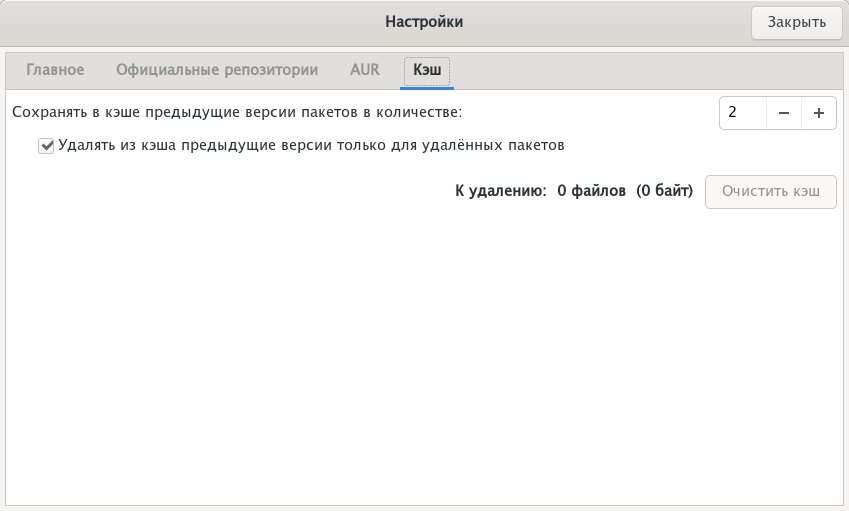 Настройки
Закрыть
Главное Официальные репозитории AUR Кэш
Сохранять в кэше предыдущие версии пакетов в количестве: 2 − +
Удалять из кэша предыдущие версии только для удалённых пакетов
К удалению: 0 файлов (0 байт) Очистить кэш